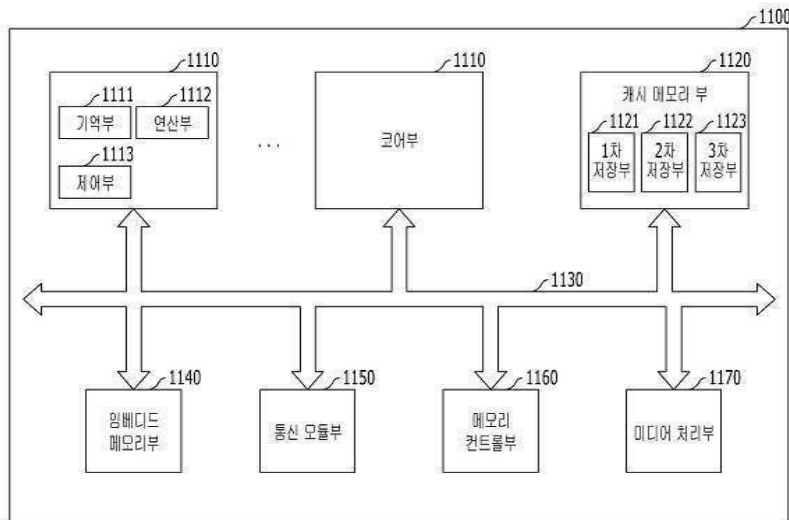 1100
1110
1111
1112
기억부
연산부
1113
제어부
...
1110
코어부
1120
캐시 메모리 부
1121
1122
1123
1차
저장부
2차
저장부
3차
저장부
1130
1140
임베디드
메모리부
1150
통신 모듈부
1160
메모리
컨트롤부
1170
미디어 처리부